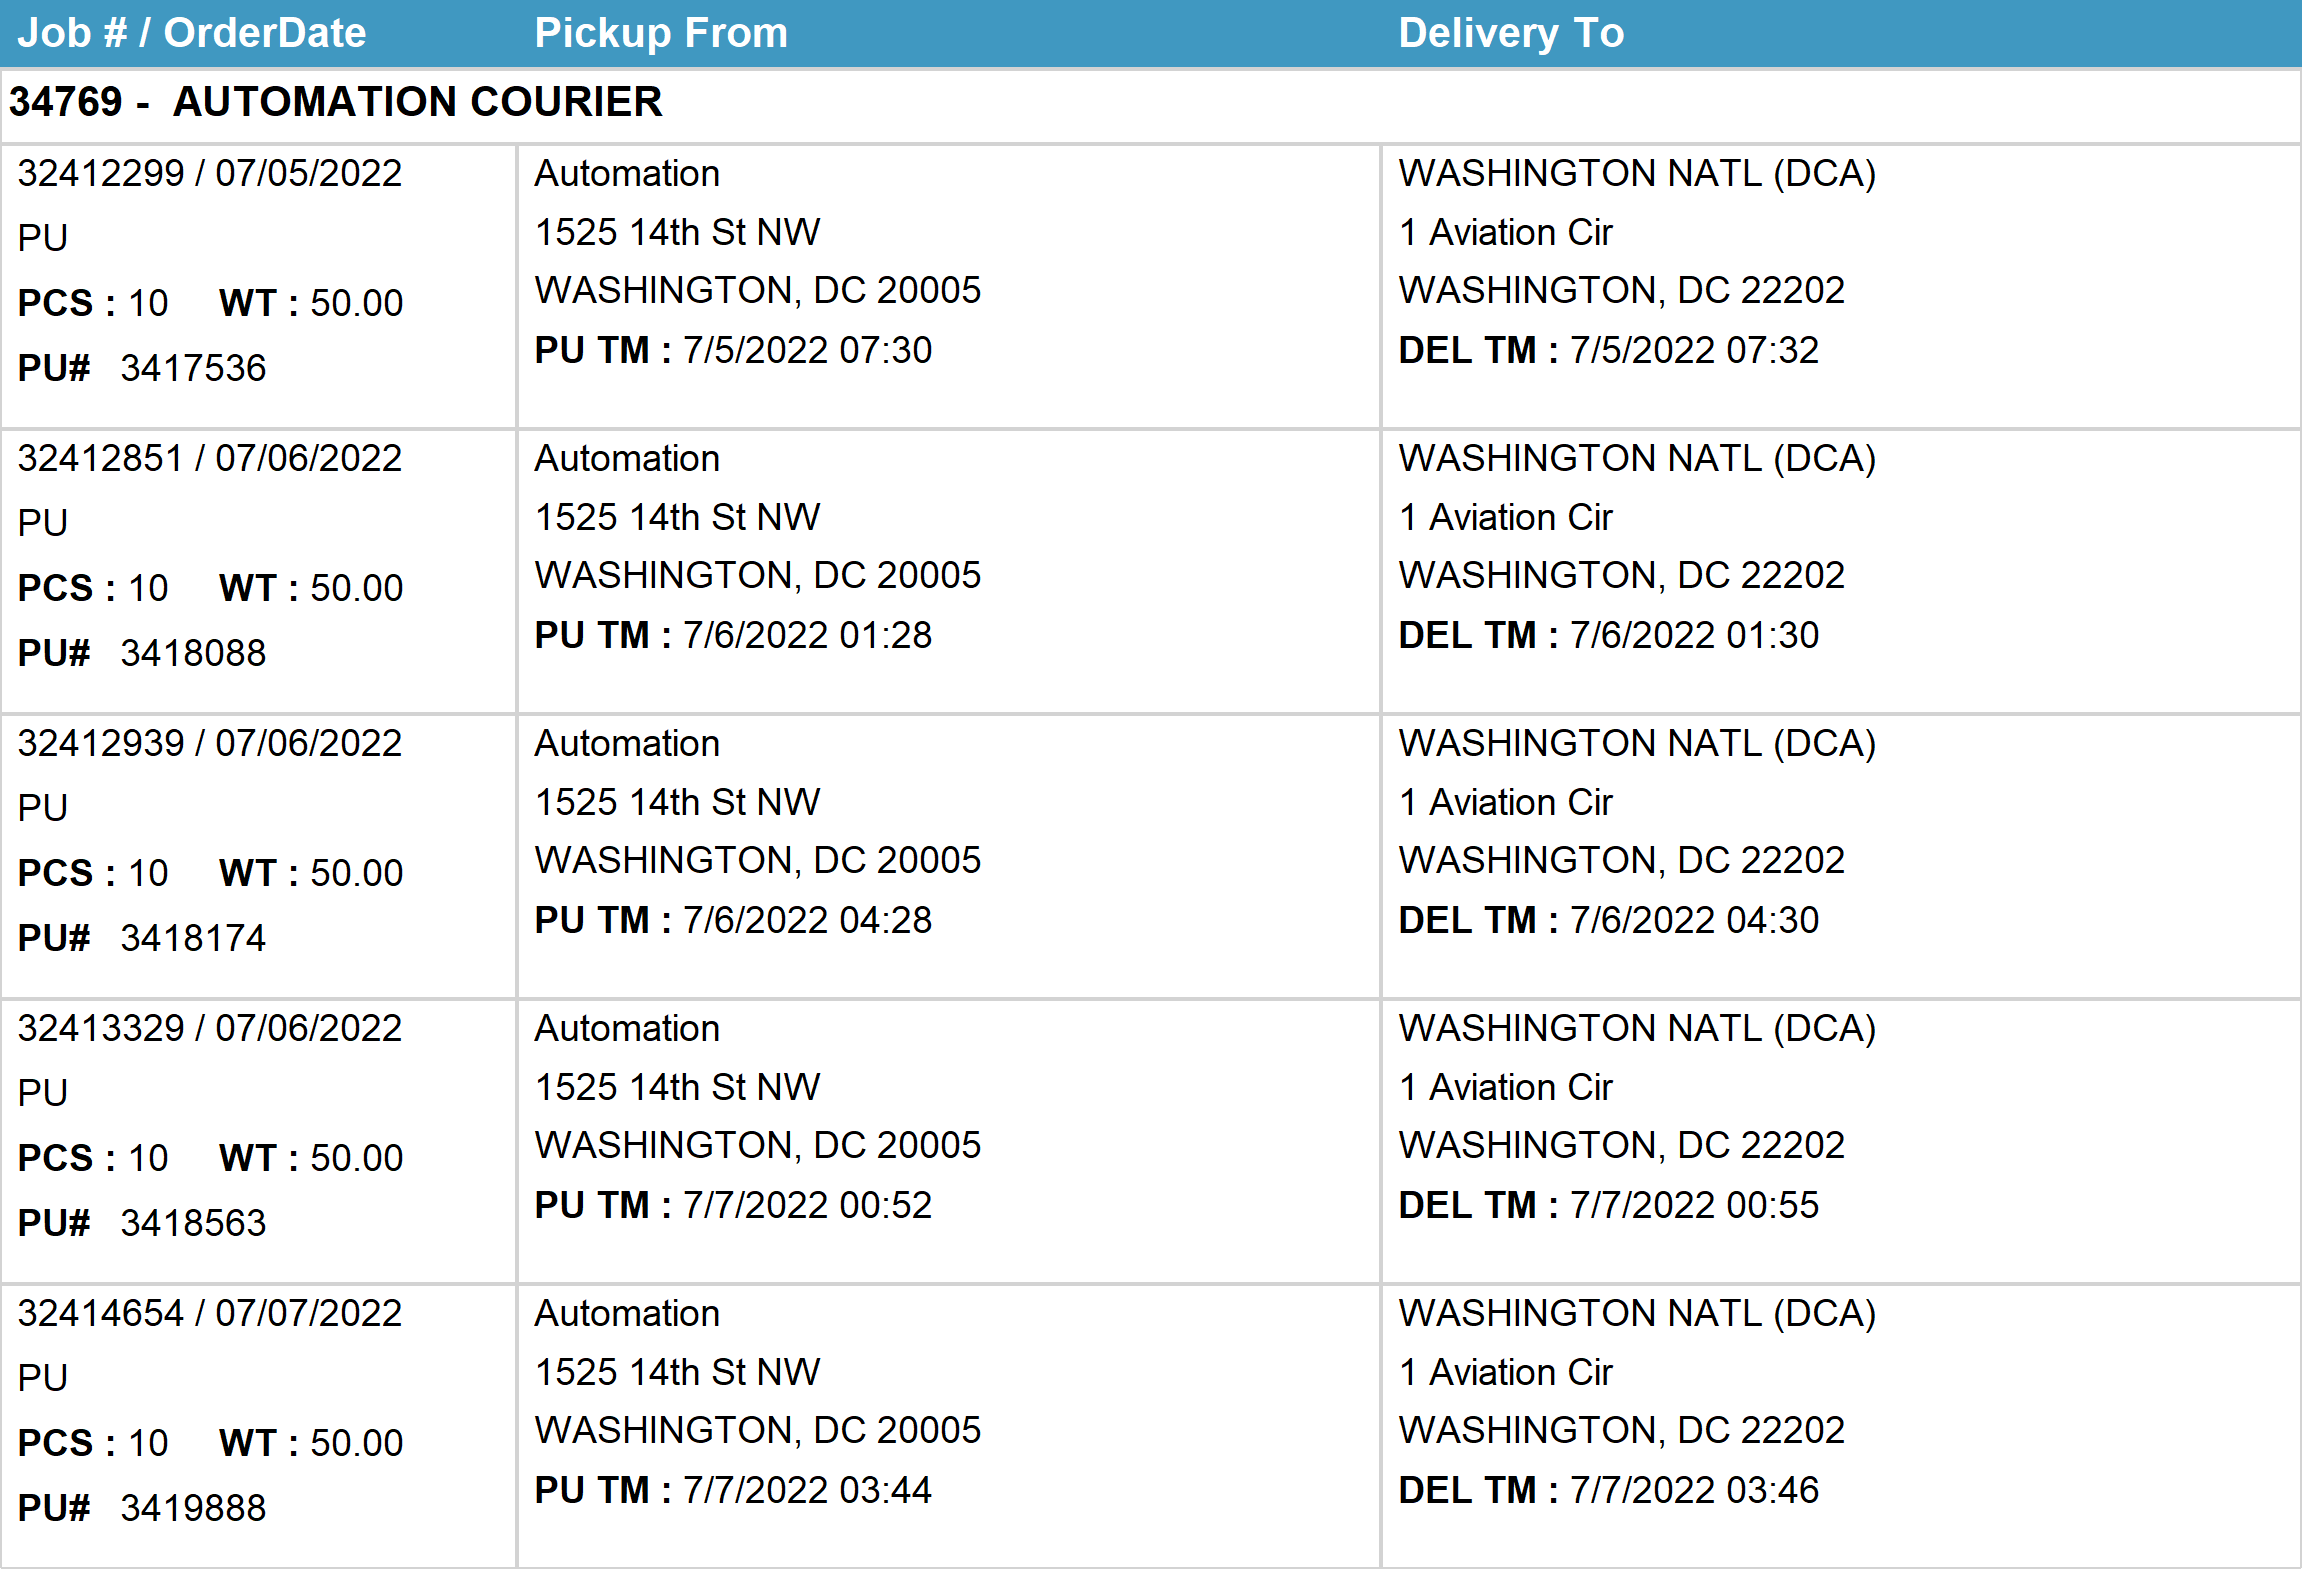 Job # / OrderDate Pickup From Delivery To
34769 - AUTOMATION COURIER
32412299 / 07/05/2022
PU
PCS : 10 WT : 50.00
PU# 3417536
Automation
1525 14th St NW
WASHINGTON, DC 20005
PU TM : 7/5/2022 07:30
WASHINGTON NATL (DCA)
1 Aviation Cir
WASHINGTON, DC 22202
DEL TM : 7/5/2022 07:32
32412851 / 07/06/2022
PU
PCS : 10 WT : 50.00
PU# 3418088
Automation
1525 14th St NW
WASHINGTON, DC 20005
PU TM : 7/6/2022 01:28
WASHINGTON NATL (DCA)
1 Aviation Cir
WASHINGTON, DC 22202
DEL TM : 7/6/2022 01:30
32412939 / 07/06/2022
PU
PCS : 10 WT : 50.00
PU# 3418174
Automation
1525 14th St NW
WASHINGTON, DC 20005
PU TM : 7/6/2022 04:28
WASHINGTON NATL (DCA)
1 Aviation Cir
WASHINGTON, DC 22202
DEL TM : 7/6/2022 04:30
32413329 / 07/06/2022
PU
PCS : 10 WT : 50.00
PU# 3418563
Automation
1525 14th St NW
WASHINGTON, DC 20005
PU TM : 7/7/2022 00:52
WASHINGTON NATL (DCA)
1 Aviation Cir
WASHINGTON, DC 22202
DEL TM : 7/7/2022 00:55
32414654 / 07/07/2022
PU
PCS : 10 WT : 50.00
PU# 3419888
Automation
1525 14th St NW
WASHINGTON, DC 20005
PU TM : 7/7/2022 03:44
WASHINGTON NATL (DCA)
1 Aviation Cir
WASHINGTON, DC 22202
DEL TM : 7/7/2022 03:46